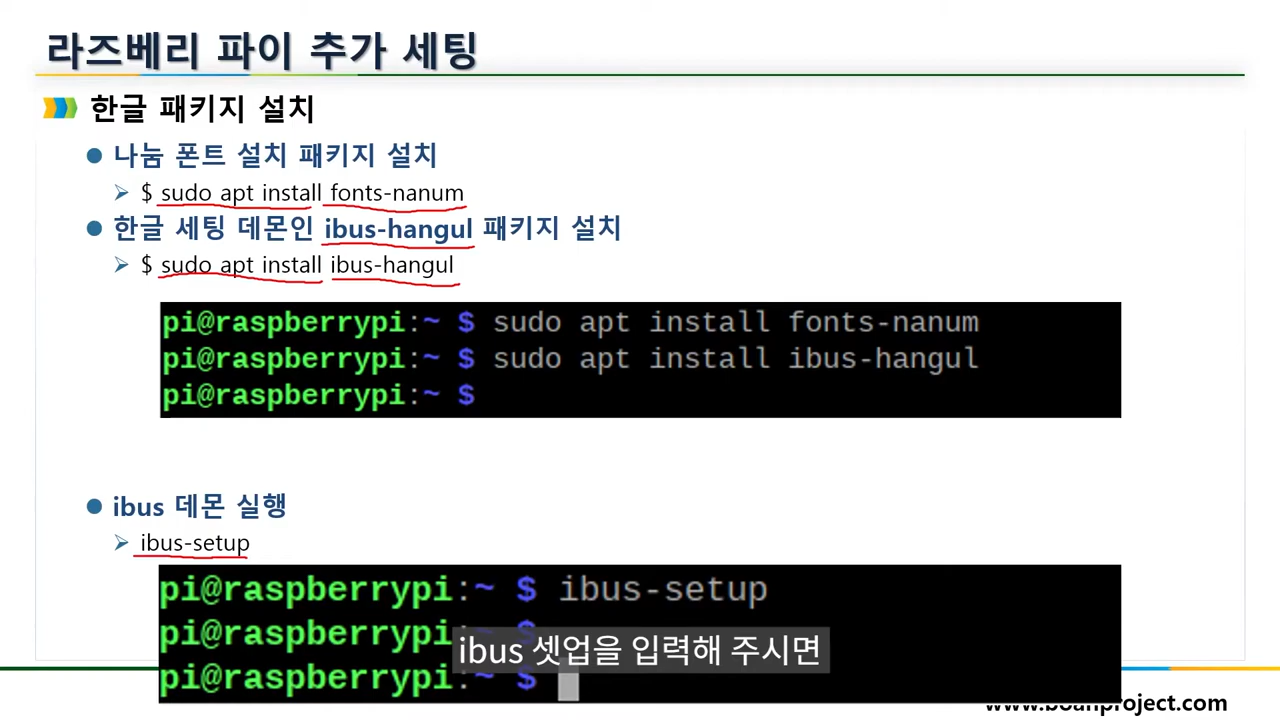 라즈베리 파이 추가 세팅
한글 패키지 설치
나눔 폰트 설치 패키지 설치
$ sudo apt install fonts-nanum
한글 세팅 데몬인 ibus-hangul 패키지 설치
$ sudo apt install ibus-hangul
pi@raspberrypi:~ $ sudo apt install fonts-nanum
pi@raspberrypi:~ $ sudo apt install ibus-hangul
pi@raspberrypi:~ $
ibus 데몬 실행
ibus-setup
pi@raspberrypi:~ $ ibus-setup
pi@raspberrypi:~ $
ibus 셋업을 입력해 주시면
pi@raspberrypi:~ $
www.boanproject.com